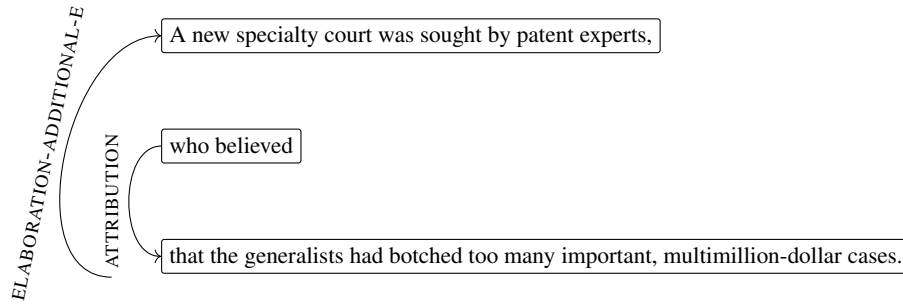 ELABORATION-ADDITIONAL-E
A new specialty court was sought by patent experts,
ATTRIBUTION
who believed
that the generalists had botched too many important, multimillion-dollar cases.